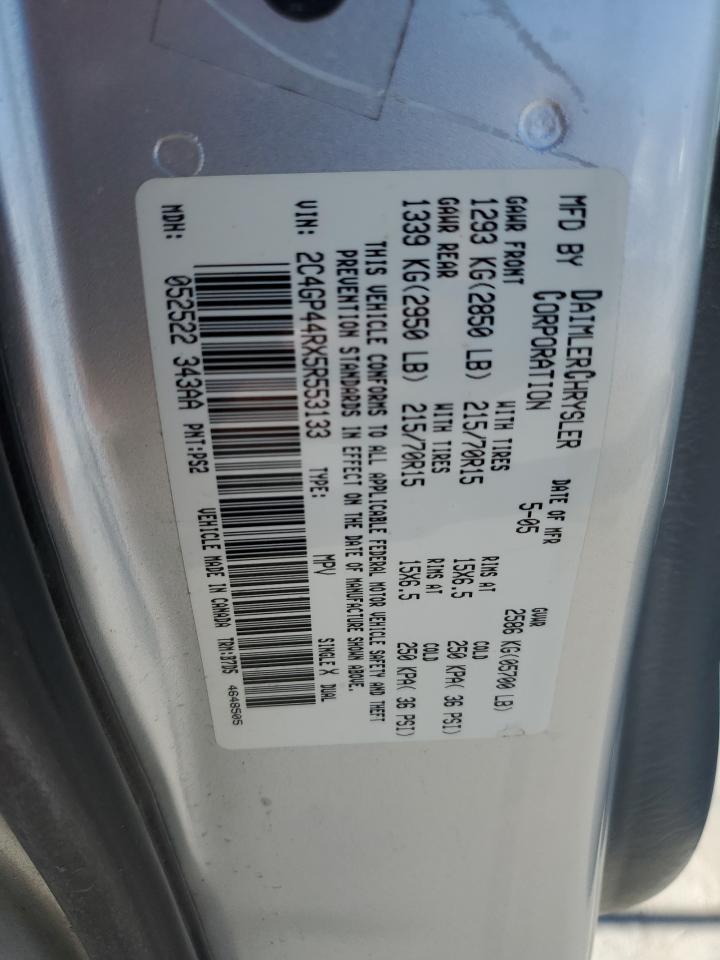 MFD BY DAIMLERCHRYSLER CORPORATION DATE OF MFR 5-05 GVWR 2586 KG(05700 LB)
GAWR FRONT WITH TIRES RIMS AT COLD
1293 KG(2850 LB) 215/70R15 15X6.5 250 KPA( 36 PSI)
GAWR REAR WITH TIRES RIMS AT COLD
1339 KG(2950 LB) 215/70R15 15X6.5 250 KPA( 36 PSI)
THIS VEHICLE CONFORMS TO ALL APPLICABLE FEDERAL MOTOR VEHICLE SAFETY AND THEFT
PREVENTION STANDARDS IN EFFECT ON THE DATE OF MANUFACTURE SHOWN ABOVE.
VIN: 2C4GP44RX5R553133 TYPE: MPV SINGLE X DUAL
MDH: 052522 343AA PNT:PS2 VEHICLE MADE IN CANADA TRM:B7D5 4648505